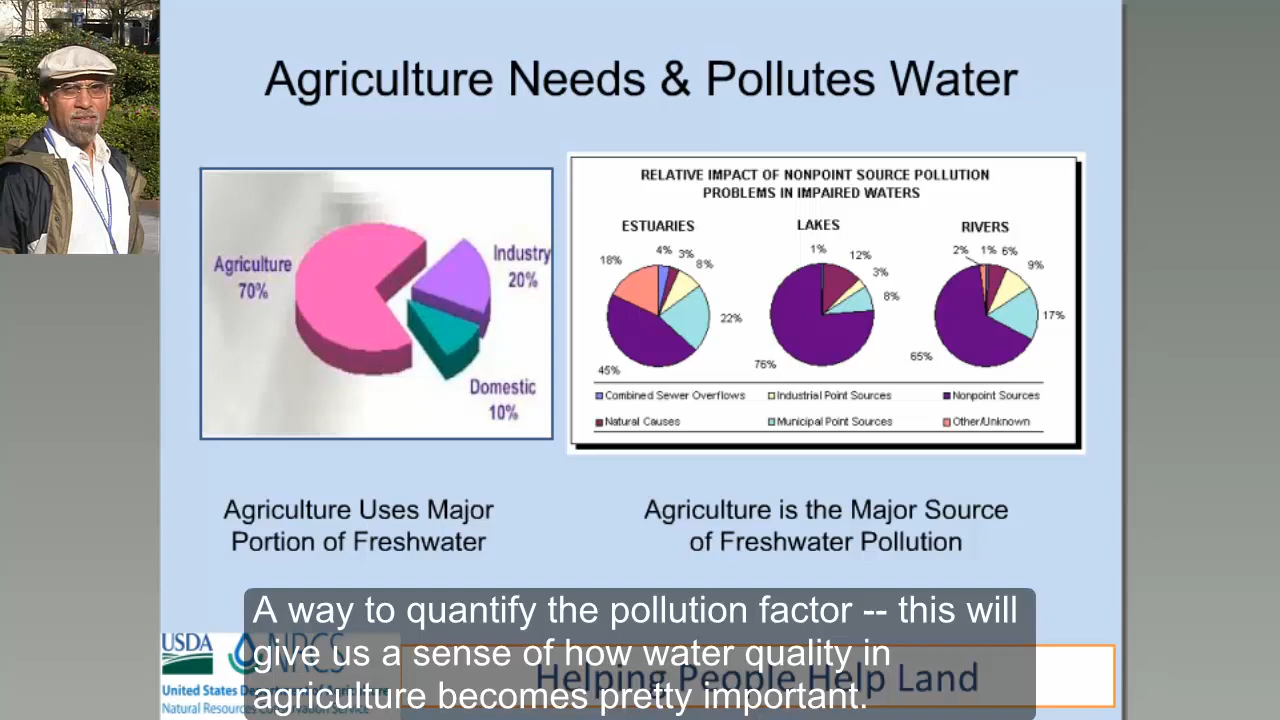 Agriculture Needs & Pollutes Water
Agriculture
70%
Industry
20%
Domestic
10%
RELATIVE IMPACT OF NONPOINT SOURCE POLLUTION
PROBLEMS IN IMPAIRED WATERS
ESTUARIES
18%
4%
3%
8%
22%
45%
LAKES
1%
12%
3%
8%
76%
RIVERS
2%
1%
6%
9%
17%
65%
Combined Sewer Overflows
Industrial Point Sources
Nonpoint Sources
Natural Causes
Municipal Point Sources
Other/Unknown
Agriculture Uses Major
Portion of Freshwater
Agriculture is the Major Source
of Freshwater Pollution
A way to quantify the pollution factor -- this will
give us a sense of how water quality in
agriculture becomes pretty important.
USDA
NRCS
United States Department of Agriculture
Natural Resources Conservation Service
Helping People Help Land